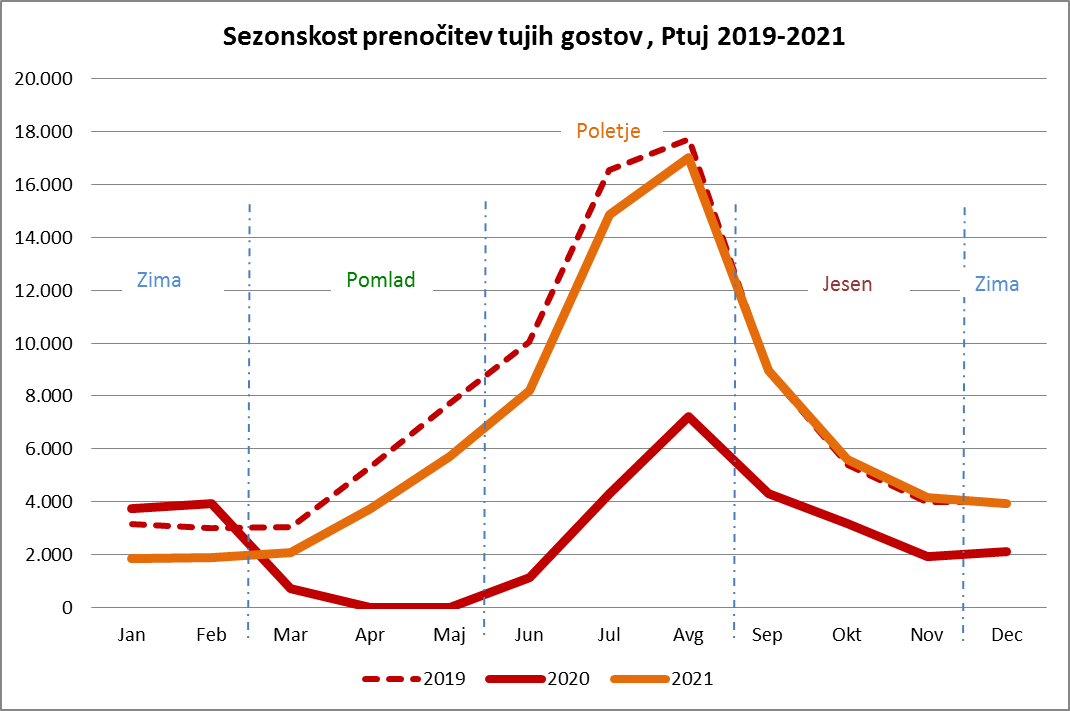 Sezonskost prenočitev tujih gostov , Ptuj 2019-2021
20.000
18.000
16.000
14.000
12.000
10.000
8.000
6.000
4.000
2.000
0
Poletje
Zima
Pomlad
Jesen
Zima
Jan Feb Mar Apr Maj Jun Jul Avg Sep Okt Nov Dec
2019 2020 2021